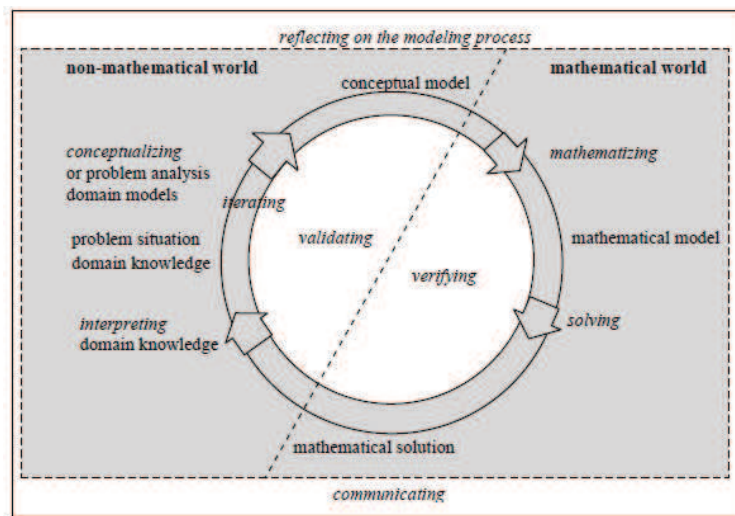 reflecting on the modeling process
non-mathematical world
mathematical world
conceptual model
conceptualizing
or problem analysis
domain models
mathematizing
iterating
problem situation
domain knowledge
validating
mathematical model
verifying
interpreting
domain knowledge
solving
mathematical solution
communicating